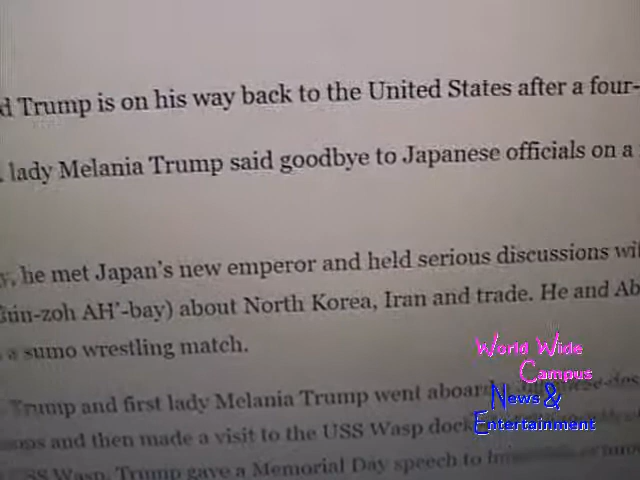 Trump is on his way back to the United States after a four-
lady Melania Trump said goodbye to Japanese officials on a
he met Japan's new emperor and held serious discussions
-zoh AH'-bay) about North Korea, Iran and trade. He and Ab
a sumo wrestling match.
Trump and first lady Melania Trump went aboard
and then made a visit to the USS Wasp dock
SS Wasp, Trump gave a Memorial Day speech to
World Wide
Campus
News &
Entertainment